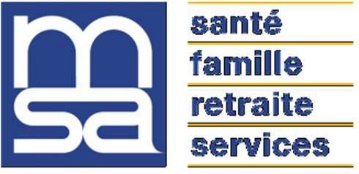 msa
santé
famille
retraite
services